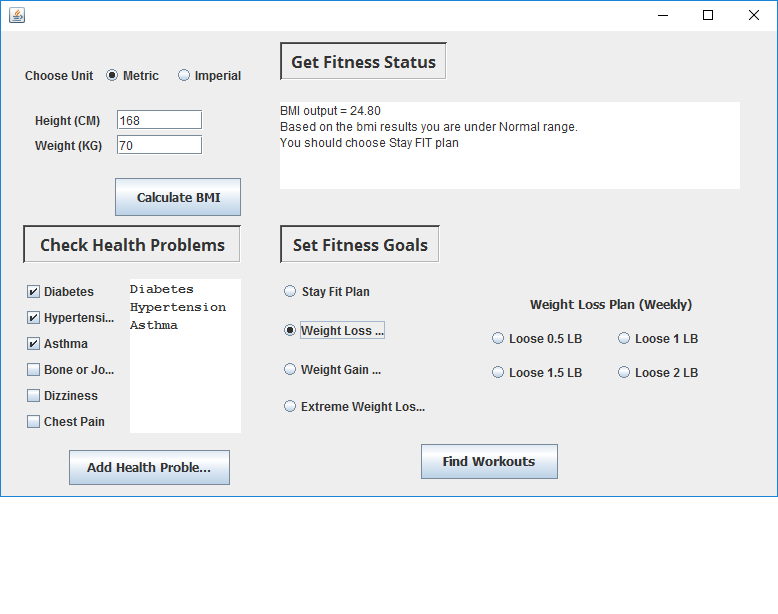 Choose Unit Metric Imperial
Height (CM) 168
Weight (KG) 70
Calculate BMI
Get Fitness Status
BMI output = 24.80
Based on the bmi results you are under Normal range.
You should choose Stay FIT plan
Check Health Problems
Diabetes
Hypertensi...
Asthma
Bone or Jo...
Dizziness
Chest Pain
Diabetes
Hypertension
Asthma
Add Health Proble...
Set Fitness Goals
Stay Fit Plan
Weight Loss ...
Weight Gain ...
Extreme Weight Los...
Weight Loss Plan (Weekly)
Loose 0.5 LB Loose 1 LB
Loose 1.5 LB Loose 2 LB
Find Workouts